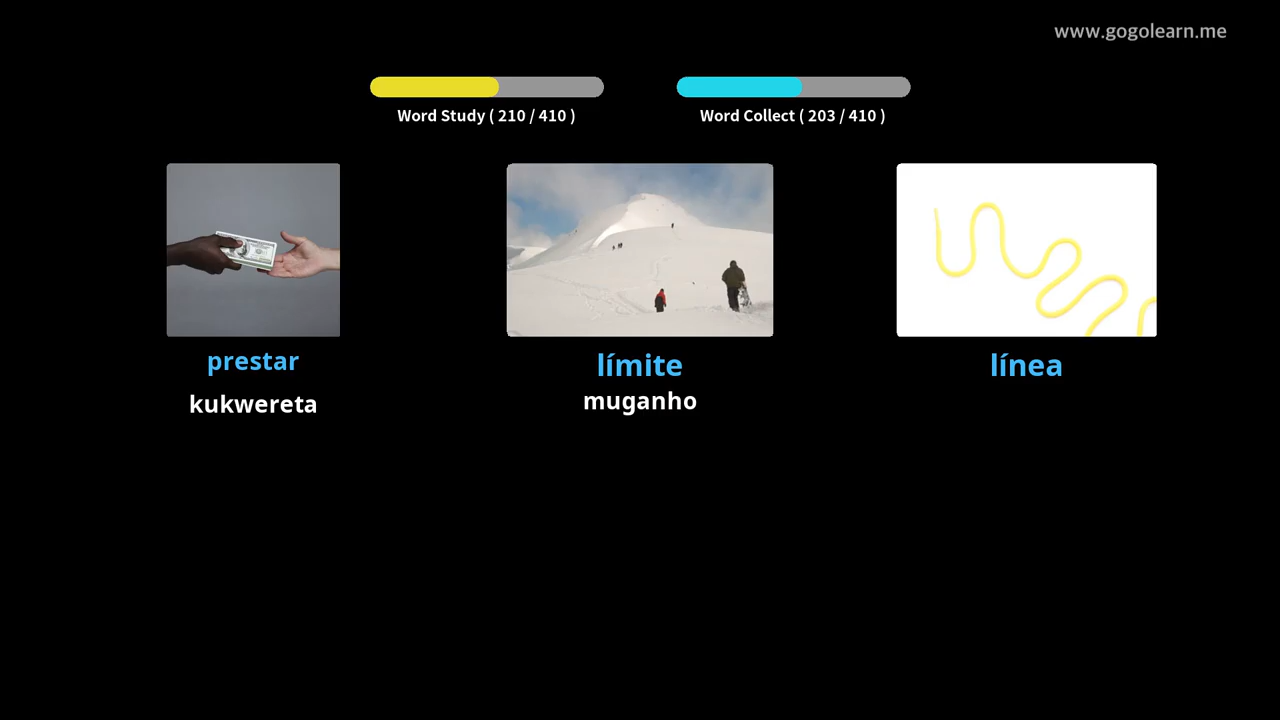 www.gogolearn.me
Word Study ( 210 / 410 )
Word Collect ( 203 / 410 )
prestar
límite
línea
kukwereta
muganho